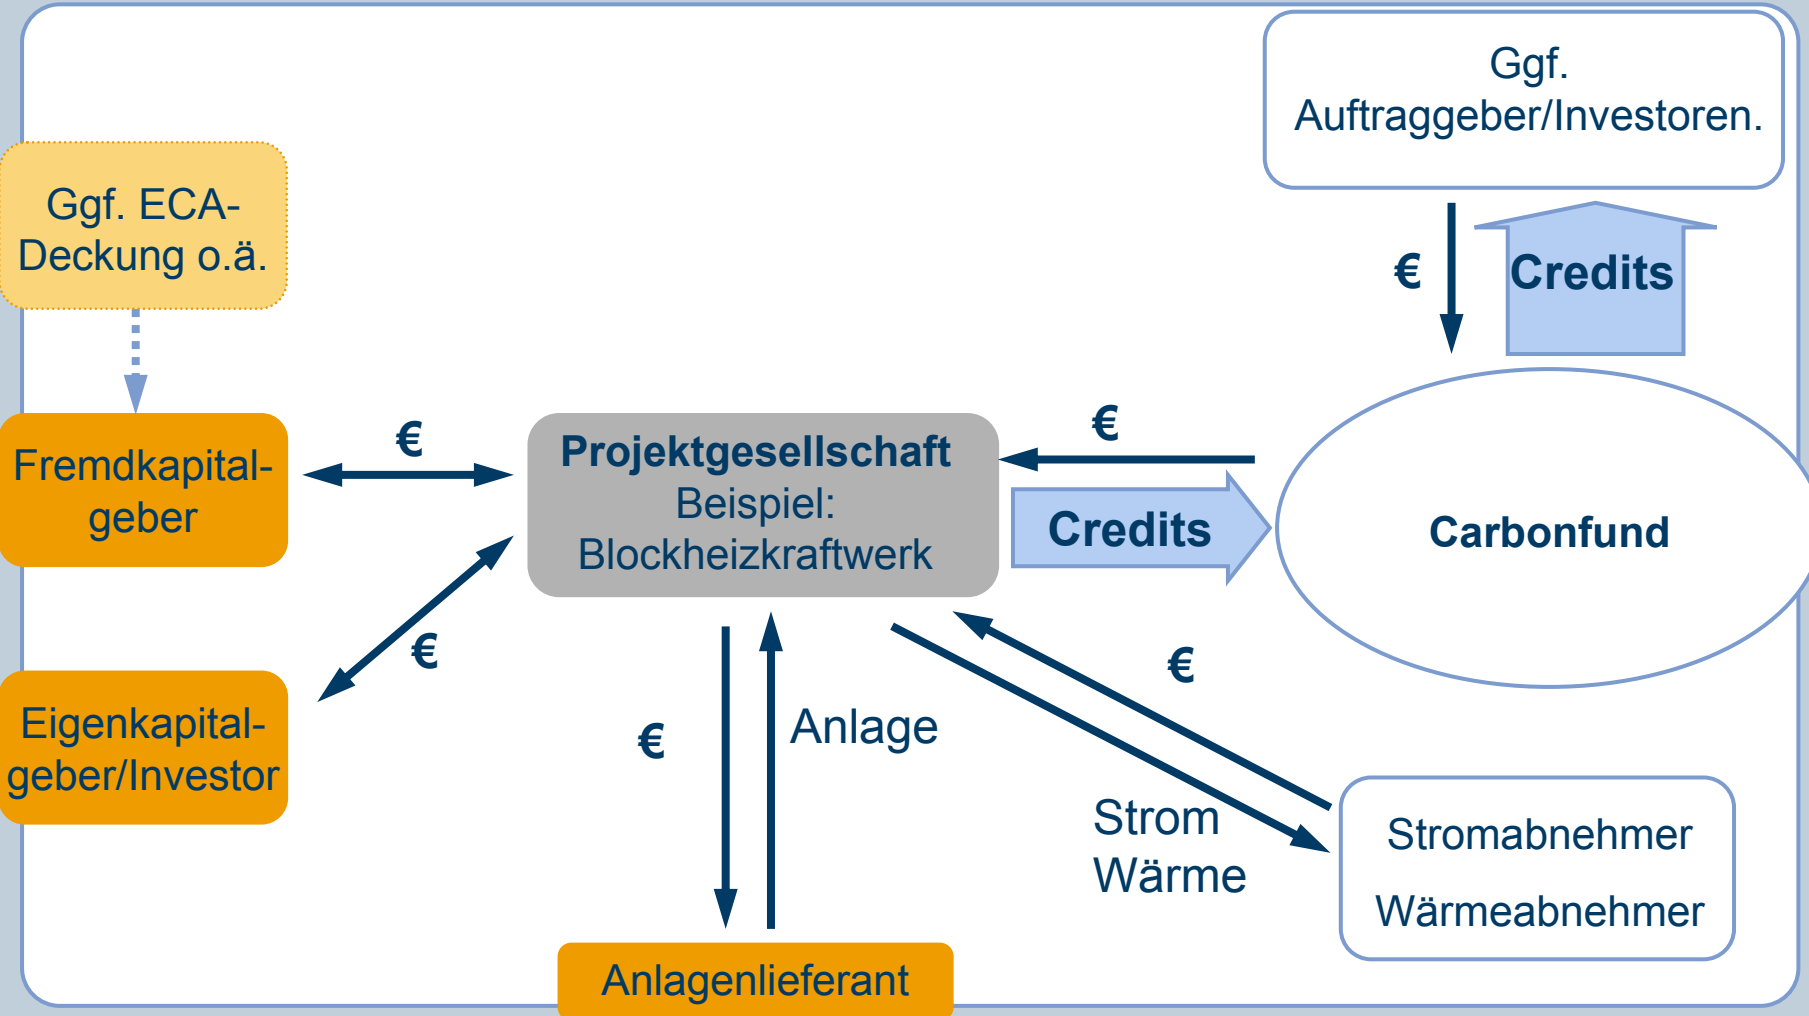 Ggf.
Auftraggeber/Investoren.
Ggf. ECA-
Deckung o.ä.
€
Credits
Fremdkapital-
geber
€
Projektgesellschaft
Beispiel:
Blockheizkraftwerk
€
Credits
Carbonfund
€
Eigenkapital-
geber/Investor
€
Anlage
€
Strom
Wärme
Stromabnehmer
Wärmeabnehmer
Anlagenlieferant